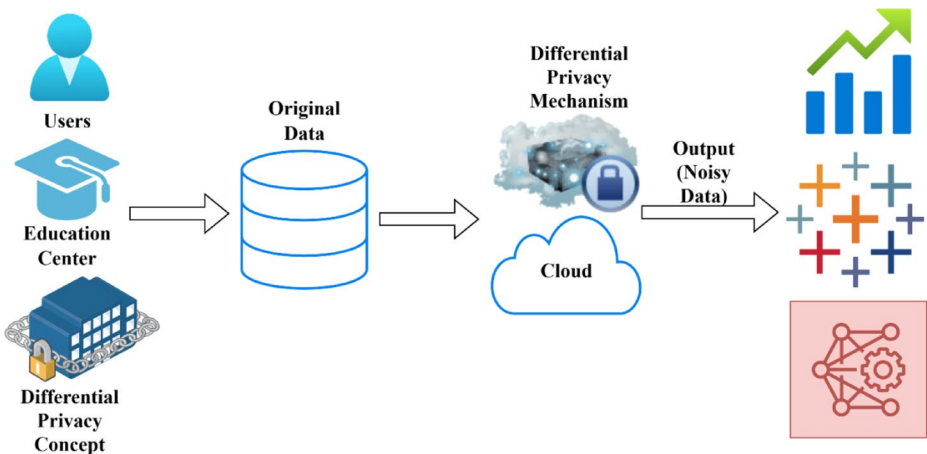 Users
Education
Center
Differential
Privacy
Concept
Original
Data
Differential
Privacy
Mechanism
Cloud
Output
(Noisy
Data)